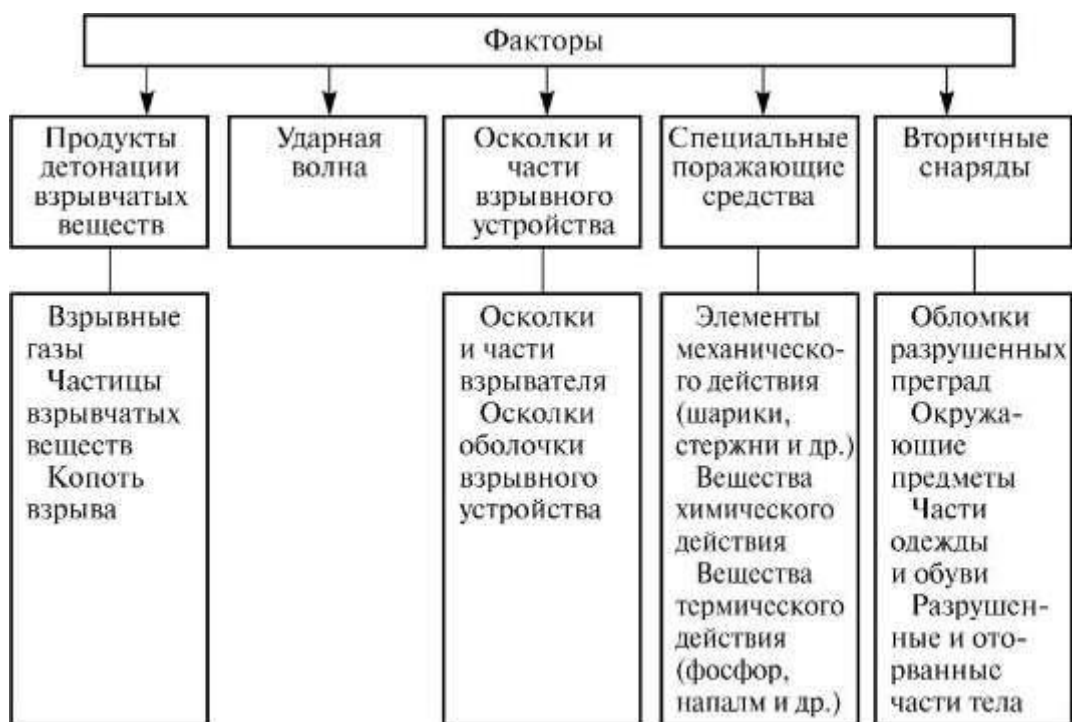 Факторы
Продукты
детонации
взрывчатых
веществ
Ударная
волна
Осколки и
части
взрывного
устройства
Специальные
поражающие
средства
Вторичные
снаряды
Взрывные
газы
Частицы
взрывчатых
веществ
Копоть
взрыва
Осколки
и части
взрывателя
Осколки
оболочки
взрывного
устройства
Элементы
механическо-
го действия
(шарики,
стержни и др.)
Вещества
химического
действия
Вещества
термического
действия
(фосфор,
напалм и др.)
Обломки
разрушенных
преград
Окружа-
ющие
предметы
Части
одежды
и обуви
Разрушен-
ные и ото-
рванные
части тела